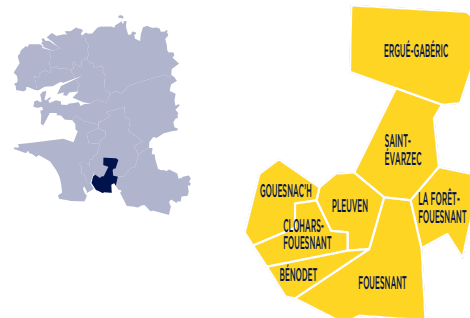 ERGUÉ-GABÉRIC
SAINT-
ÉVARZEC
GOUESNAC'H
PLEUVEN
LA FORÊT-
FOUESNANT
CLOHARS-
FOUESNANT
BÉNODET
FOUESNANT